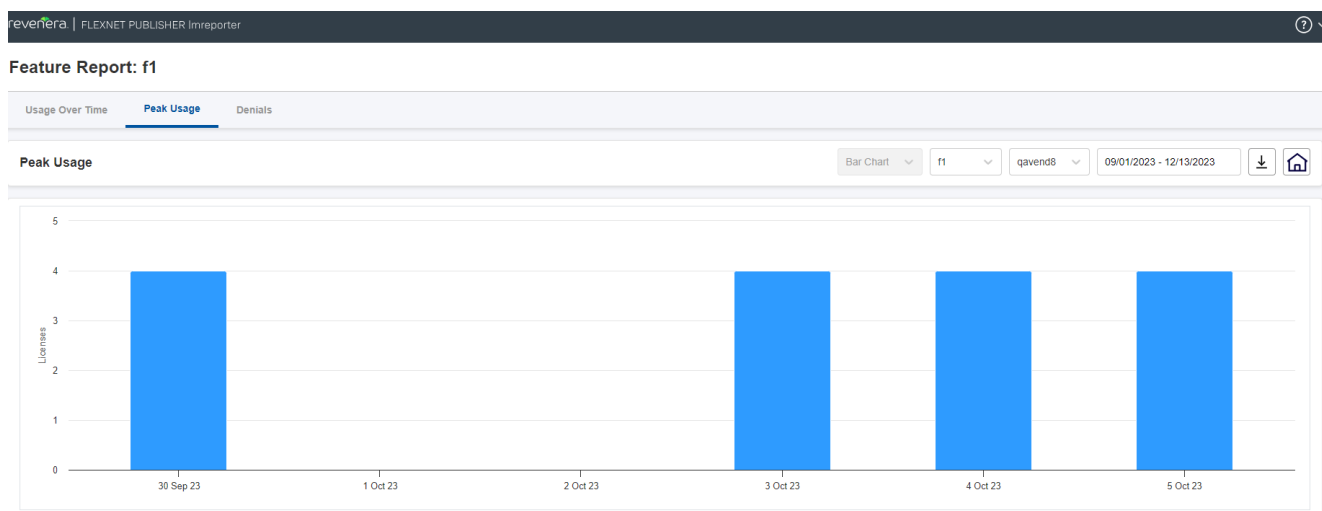 revenera. | FLEXNET PUBLISHER lmreporter
?
Feature Report: f1
Usage Over Time Peak Usage Denials
Peak Usage Bar Chart f1 qavend8 09/01/2023 - 12/13/2023
5
4
3
2
1
0
Licenses
30 Sep 23 1 Oct 23 2 Oct 23 3 Oct 23 4 Oct 23 5 Oct 23